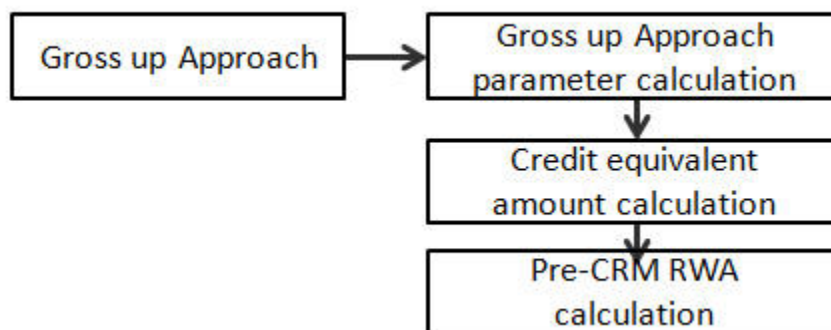 Gross up Approach
Gross up Approach
parameter calculation
Credit equivalent
amount calculation
Pre-CRM RWA
calculation